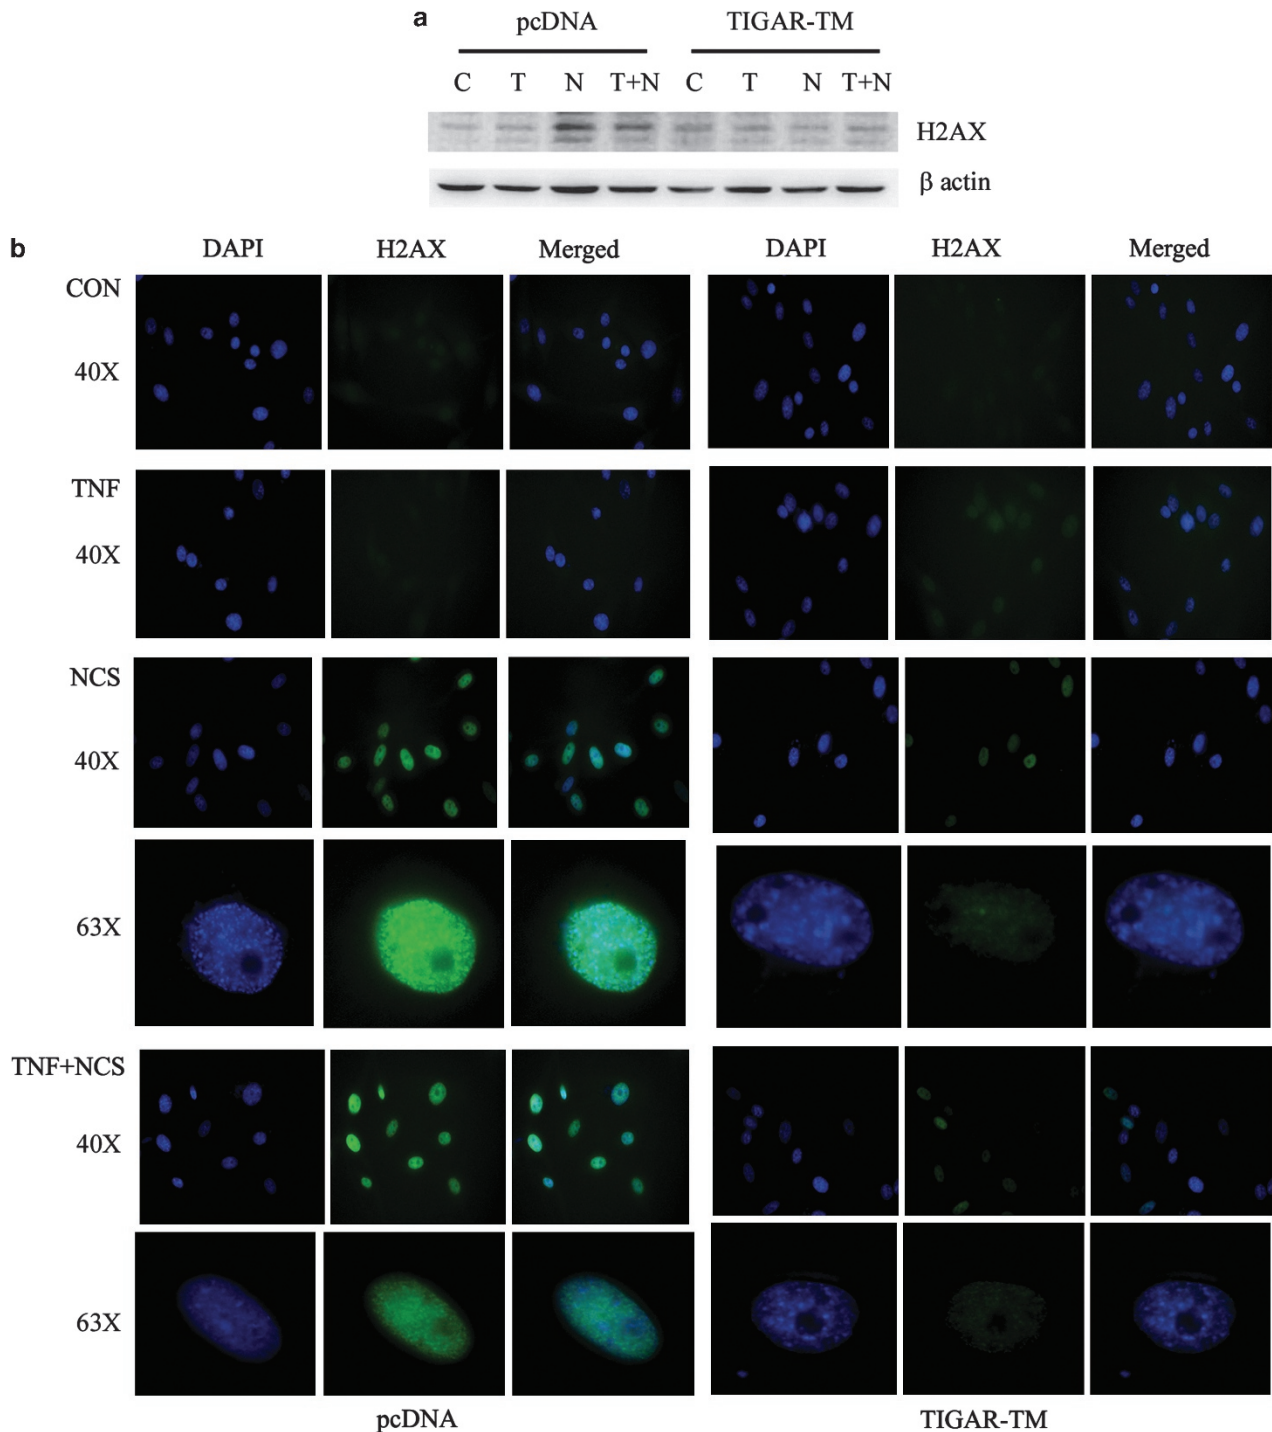 a
pcDNA TIGAR-TM
C T N T+N C T N T+N
H2AX
β actin
b
DAPI H2AX Merged DAPI H2AX Merged
CON
40X
TNF
40X
NCS
40X
63X
TNF+NCS
40X
63X
pcDNA TIGAR-TM